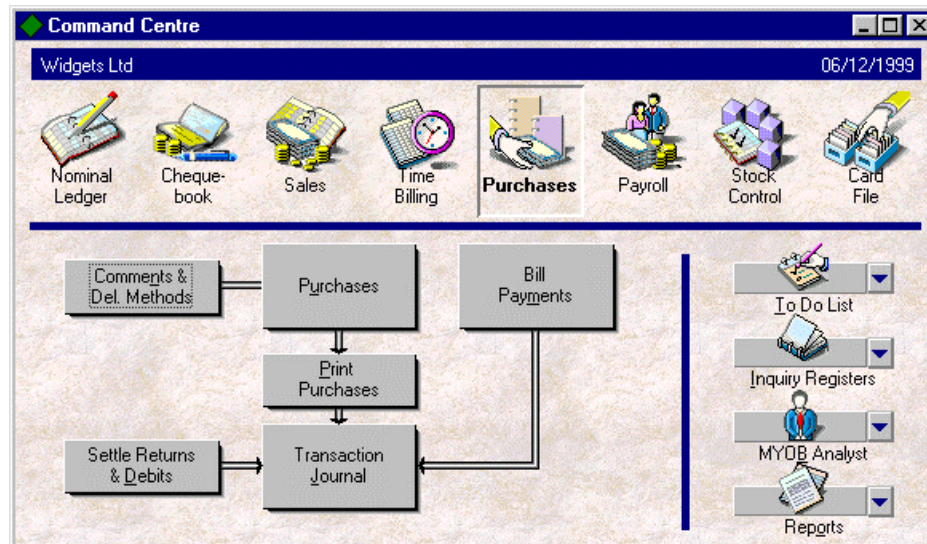 Command Centre
Widgets Ltd 06/12/1999
Nominal
Ledger
Cheque-
book
Sales
Time
Billing
Purchases
Payroll
Stock
Control
Card
File
Comments &
Del. Methods
Purchases
Bill
Payments
Print
Purchases
Settle Returns
& Debits
Transaction
Journal
To Do List
Inquiry Registers
MYOB Analyst
Reports